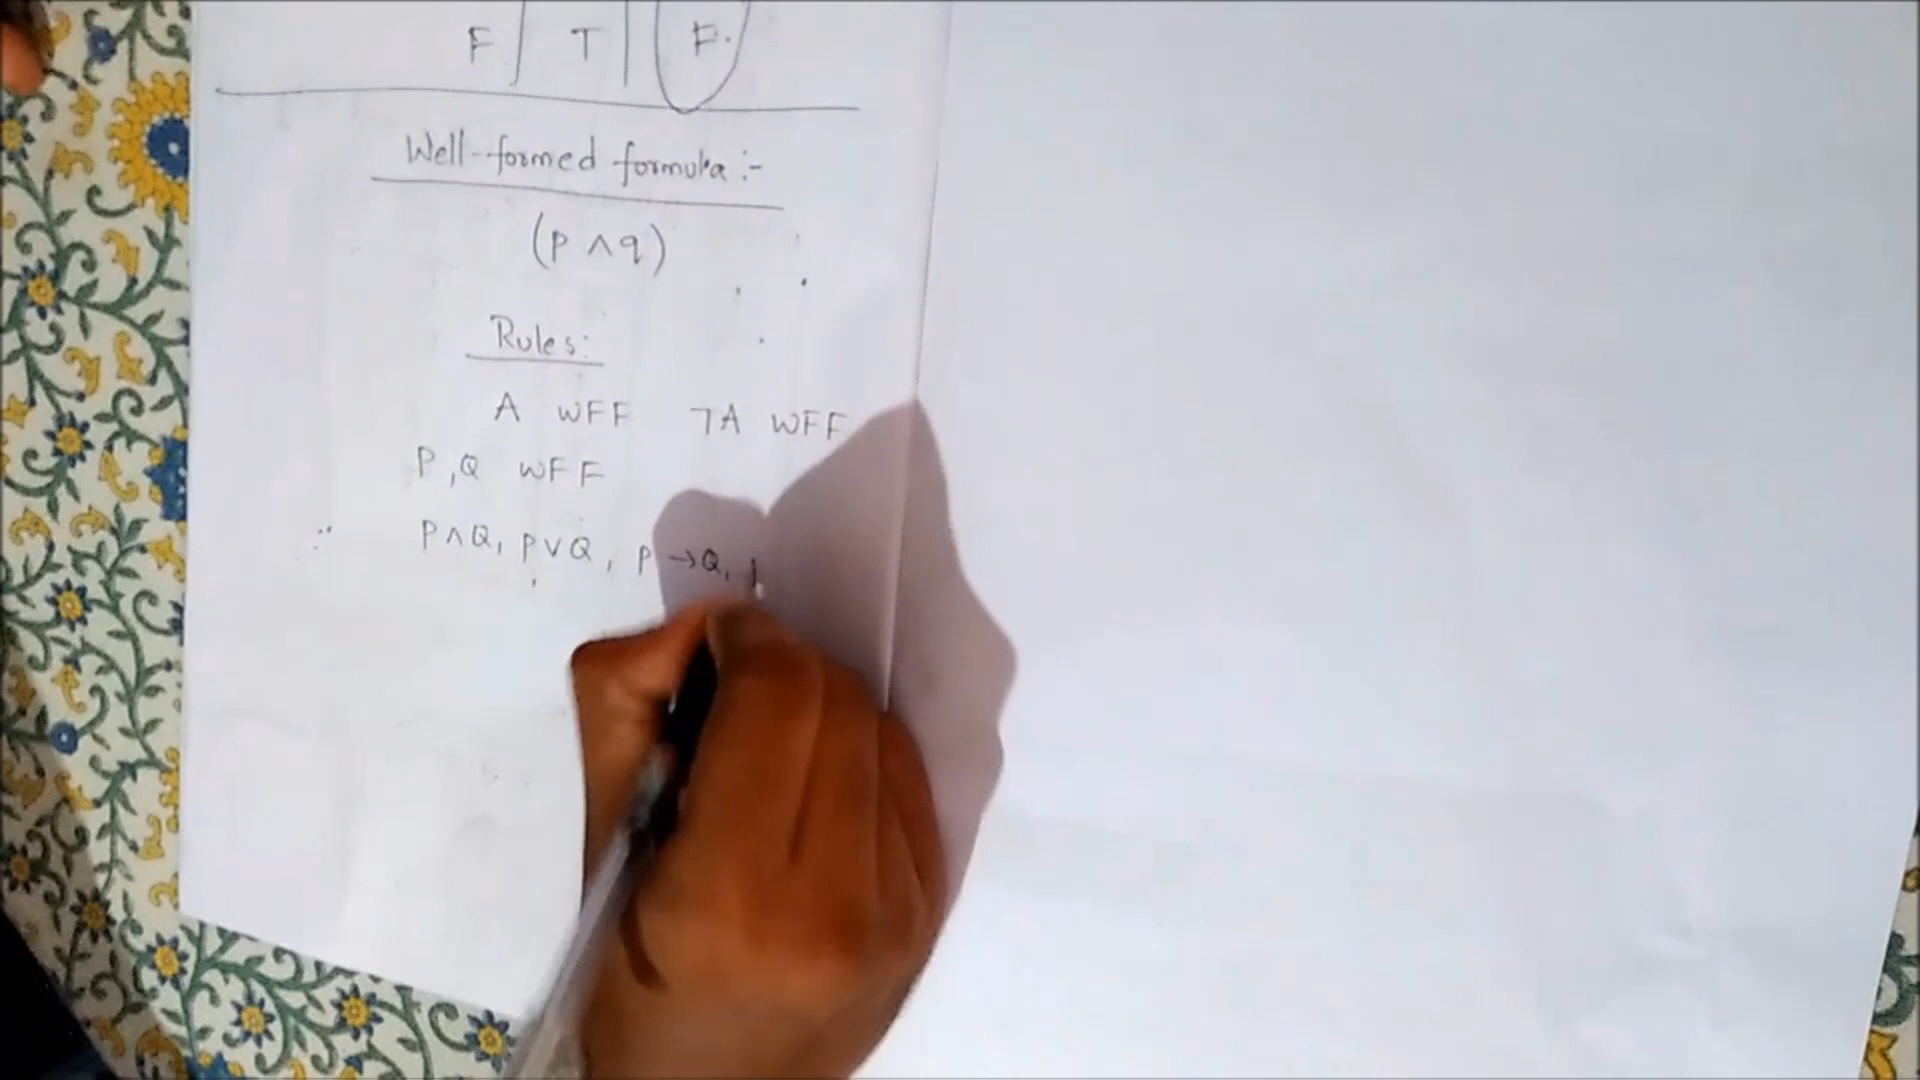 F T F.
Well-formed formula :-
(P ∧ q)
Rules:
A WFF ¬A WFF
P, Q WFF
∴ P∧Q, P∨Q, P →Q,